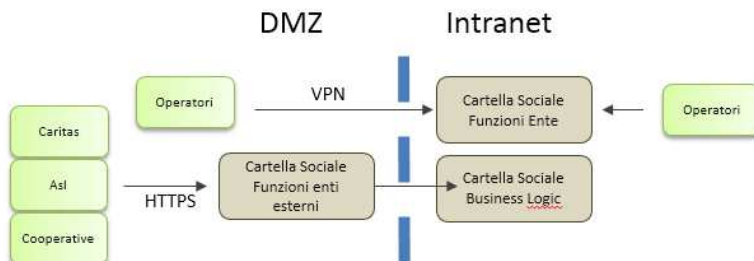 DMZ
Intranet
Operatori
VPN
Cartella Sociale
Funzioni Ente
Operatori
Caritas
Asl
Cooperative
HTTPS
Cartella Sociale
Funzioni enti
esterni
Cartella Sociale
Business Logic